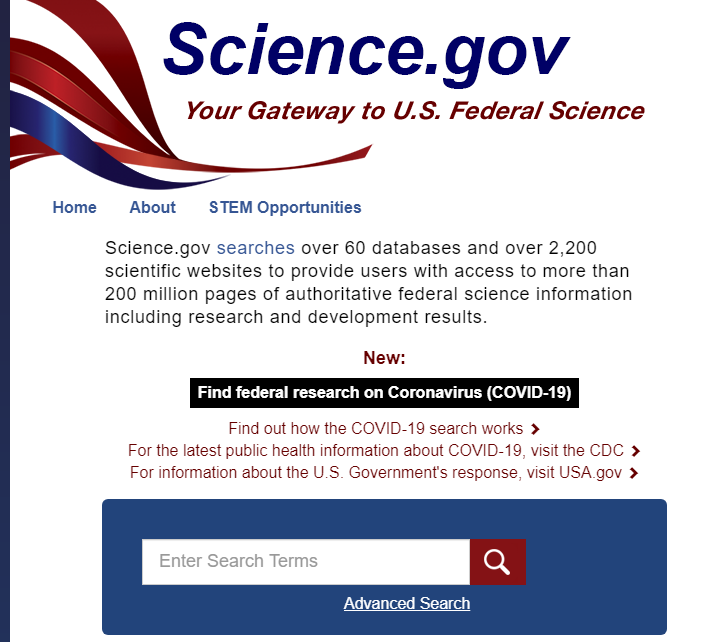 Science.gov
Your Gateway to U.S. Federal Science
Home About STEM Opportunities
Science.gov searches over 60 databases and over 2,200
scientific websites to provide users with access to more than
200 million pages of authoritative federal science information
including research and development results.
New:
Find federal research on Coronavirus (COVID-19)
Find out how the COVID-19 search works
For the latest public health information about COVID-19, visit the CDC
For information about the U.S. Government's response, visit USA.gov
Enter Search Terms
Advanced Search